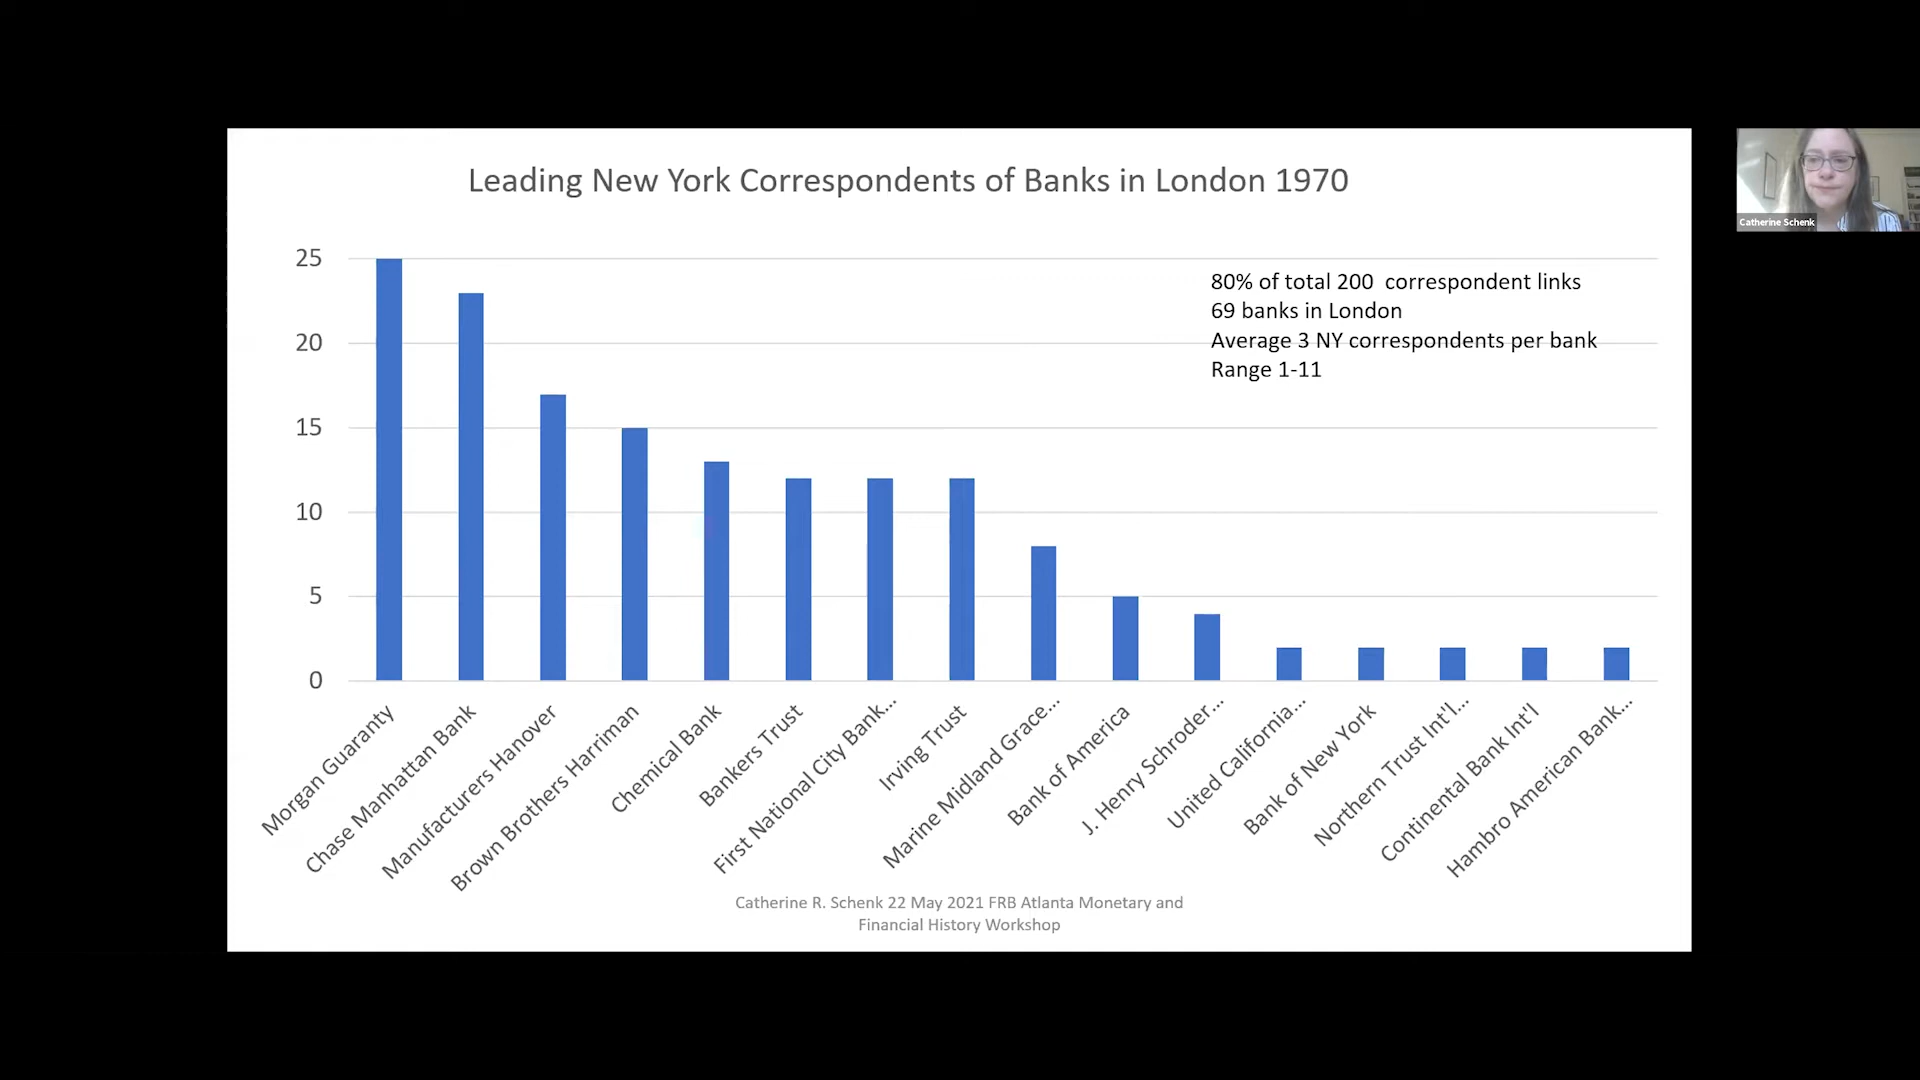 Leading New York Correspondents of Banks in London 1970
25
20
15
10
5
0
80% of total 200 correspondent links
69 banks in London
Average 3 NY correspondents per bank
Range 1-11
Morgan Guaranty
Chase Manhattan Bank
Manufacturers Hanover
Brown Brothers Harriman
Chemical Bank
Bankers Trust
First National City Bank...
Irving Trust
Marine Midland Grace...
Bank of America
J. Henry Schroder...
United California...
Bank of New York
Northern Trust Int'l...
Continental Bank Int'l
Hambro American Bank...
Catherine R. Schenk 22 May 2021 FRB Atlanta Monetary and
Financial History Workshop
Catherine Schenk